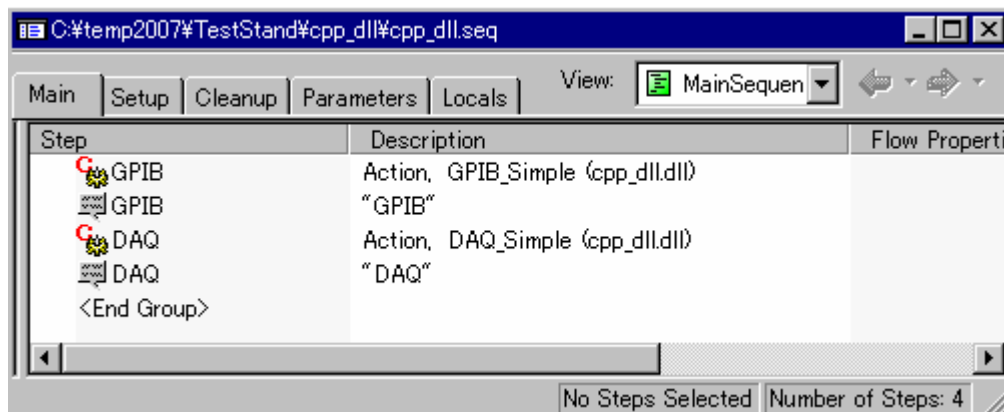 C:¥temp2007¥TestStand¥cpp_dll¥cpp_dll.seq
Main Setup Cleanup Parameters Locals View: MainSequen
Step Description Flow Properti
GPIB Action, GPIB_Simple (cpp_dll.dll)
GPIB "GPIB"
DAQ Action, DAQ_Simple (cpp_dll.dll)
DAQ "DAQ"
<End Group>
No Steps Selected Number of Steps: 4